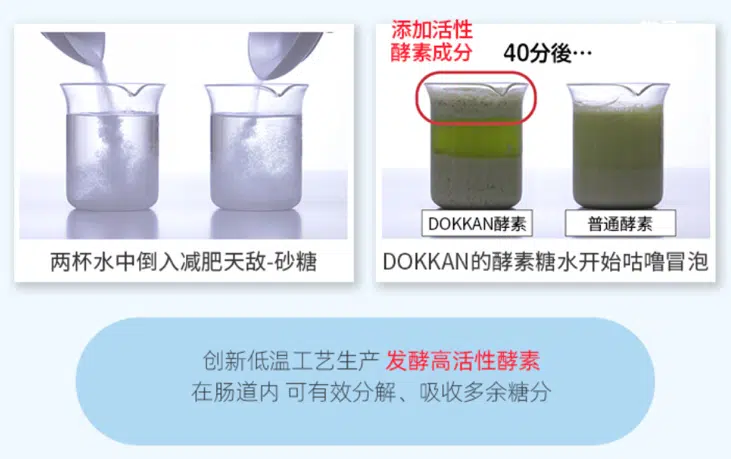 添加活性
酵素成分
40分後…
DOKKAN酵素
普通酵素
两杯水中倒入减肥天敌-砂糖
DOKKAN的酵素糖水开始咕噜冒泡
创新低温工艺生产 发酵高活性酵素
在肠道内 可有效分解、吸收多余糖分